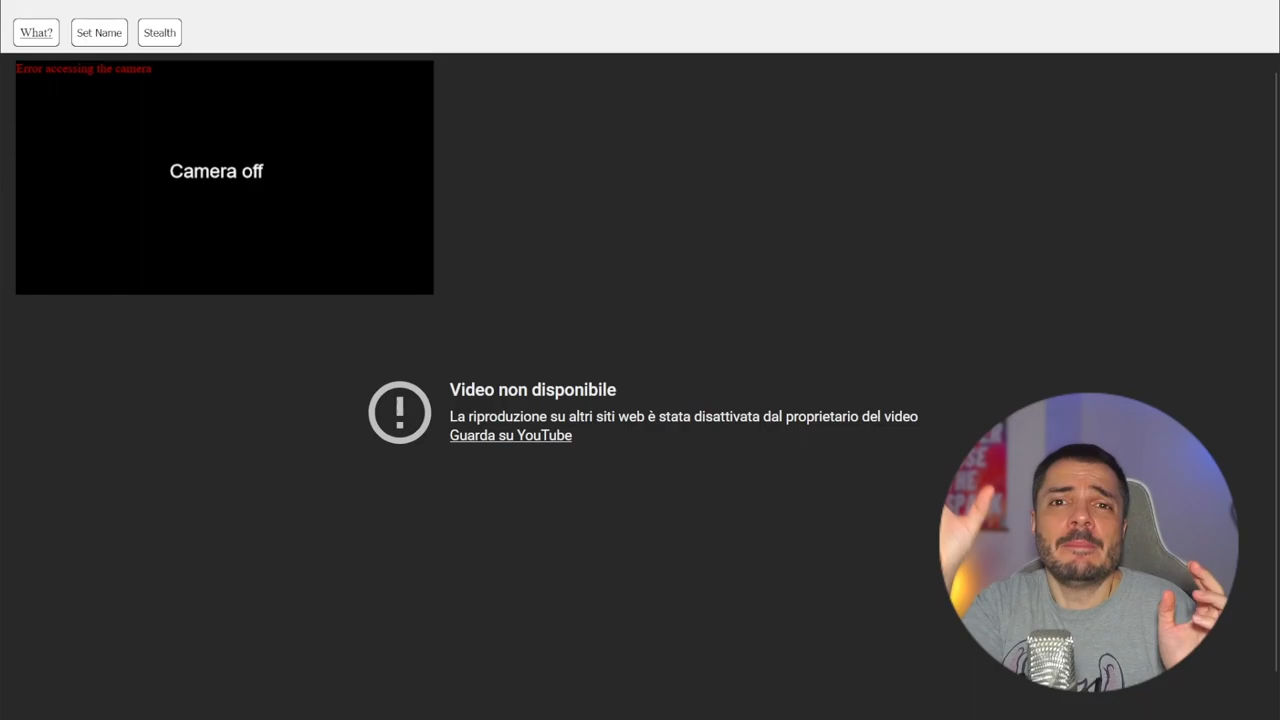 What?
Set Name
Stealth
Error accessing the camera
Camera off
Video non disponibile
La riproduzione su altri siti web è stata disattivata dal proprietario del video
Guarda su YouTube